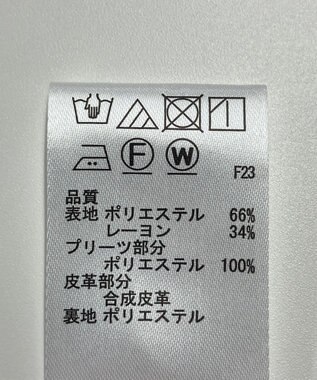 F W
F23
品質
表地 ポリエステル 66%
レーヨン 34%
プリーツ部分
ポリエステル 100%
皮革部分
合成皮革
裏地 ポリエステル